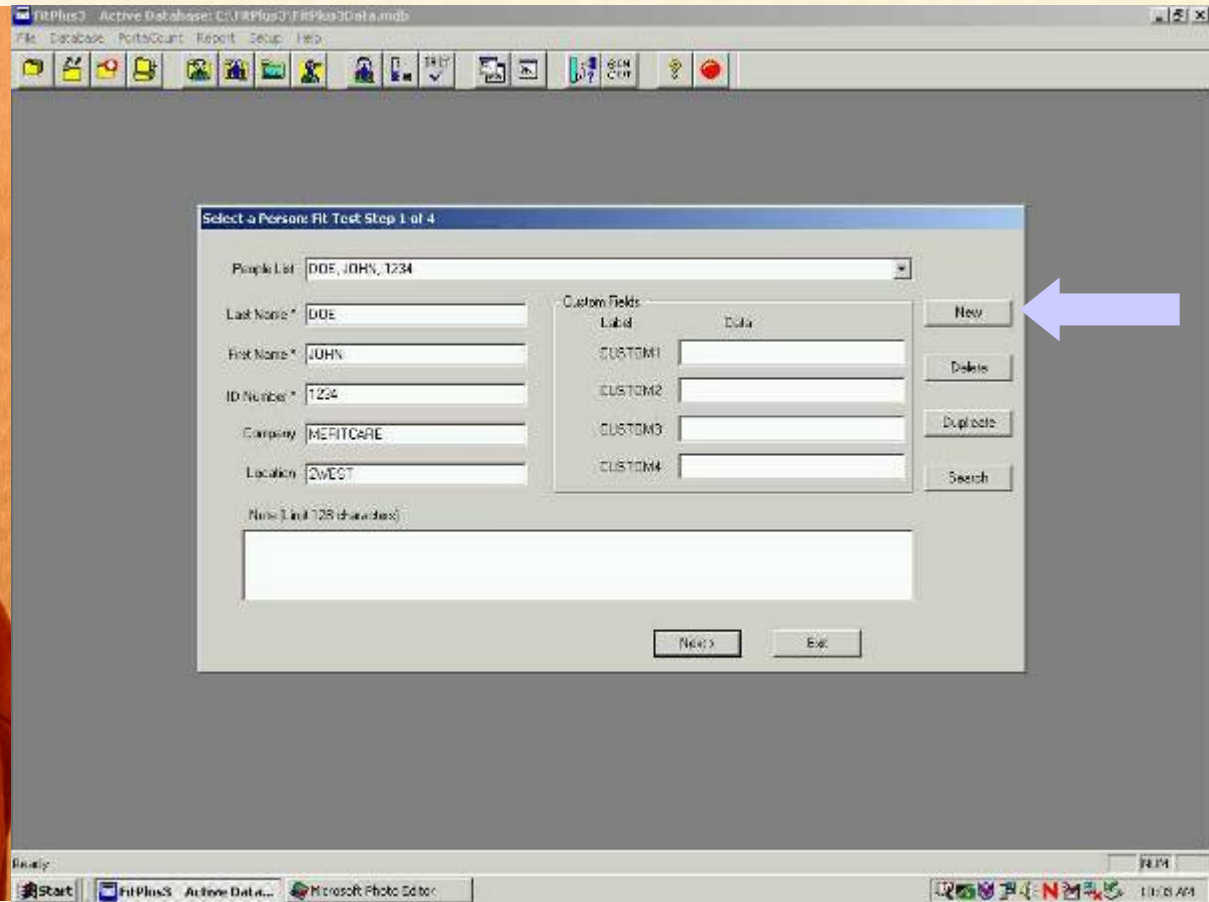 FitPlus3 Active Database: C:\FitPlus3\FitPlus3Data.mdb
File Database PortaCount Report Setup Help
Select a Person: Fit Test Step 1 of 4
People List DOE, JOHN, 1234
Last Name * DOE
First Name * JOHN
ID Number * 1234
Company MERITCARE
Location 2WEST
Custom Fields
Label Data
CUSTOM1
CUSTOM2
CUSTOM3
CUSTOM4
New
Delete
Duplicate
Search
Note (Limit 128 characters)
Next > Exit
Ready NUM
Start FitPlus3 Active Data... Microsoft Photo Editor AM